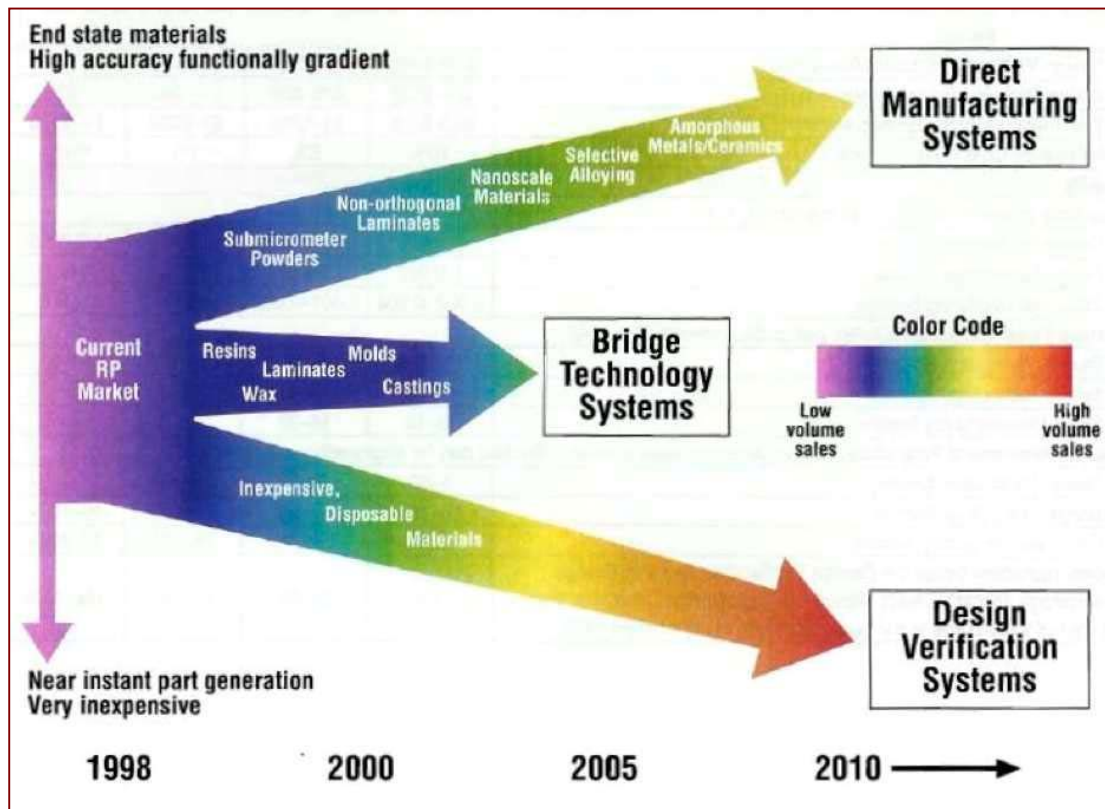 End state materials
High accuracy functionally gradient
Direct
Manufacturing
Systems
Amorphous
Metals/Ceramics
Selective
Alloying
Nanoscale
Materials
Non-orthogonal
Laminates
Submicrometer
Powders
Current
RP
Market
Resins
Laminates
Wax
Molds
Castings
Bridge
Technology
Systems
Color Code
Low
volume
sales
High
volume
sales
Inexpensive,
Disposable
Materials
Design
Verification
Systems
Near instant part generation
Very inexpensive
1998
2000
2005
2010